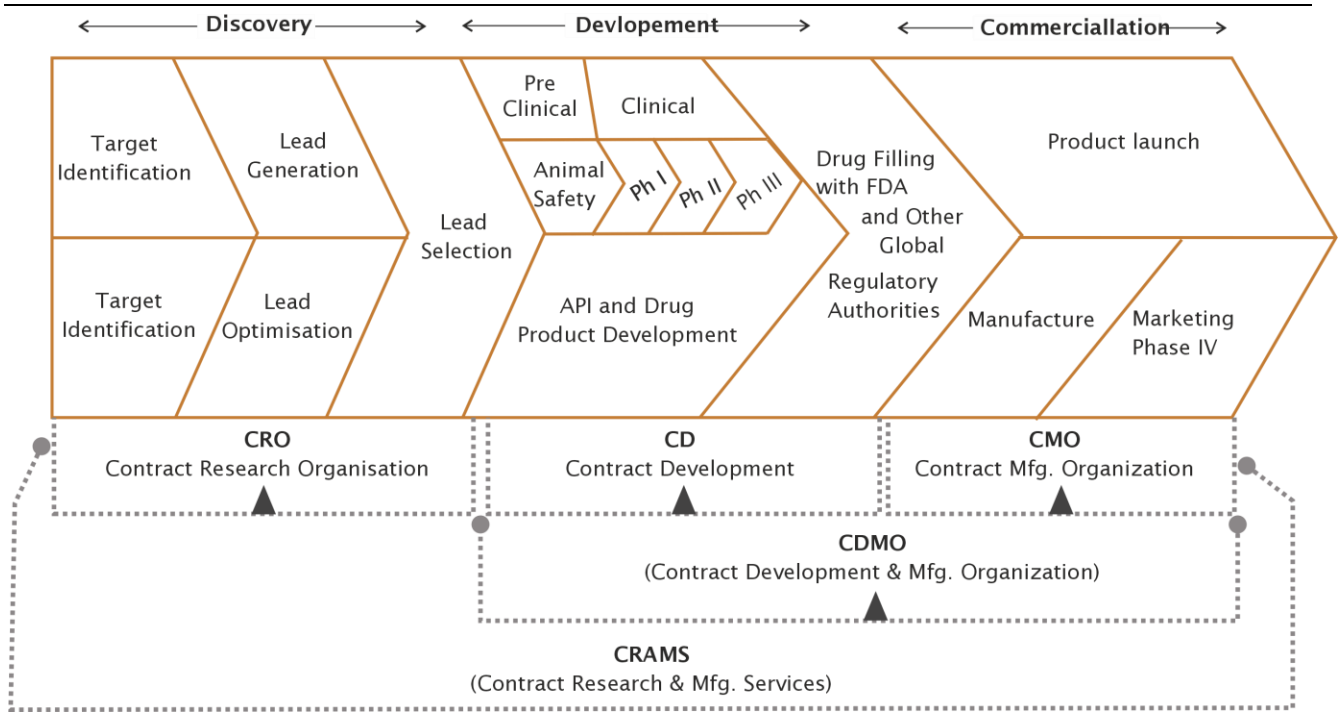 Discovery
Devlopement
Commerciallation
Target
Identification
Lead
Generation
Target
Identification
Lead
Optimisation
Lead
Selection
Pre
Clinical
Clinical
Animal
Safety
Ph I
Ph II
Ph III
API and Drug
Product Development
Drug Filling
with FDA
and Other
Global
Regulatory
Authorities
Product launch
Manufacture
Marketing
Phase IV
CRO
Contract Research Organisation
CD
Contract Development
CMO
Contract Mfg. Organization
CDMO
(Contract Development & Mfg. Organization)
CRAMS
(Contract Research & Mfg. Services)